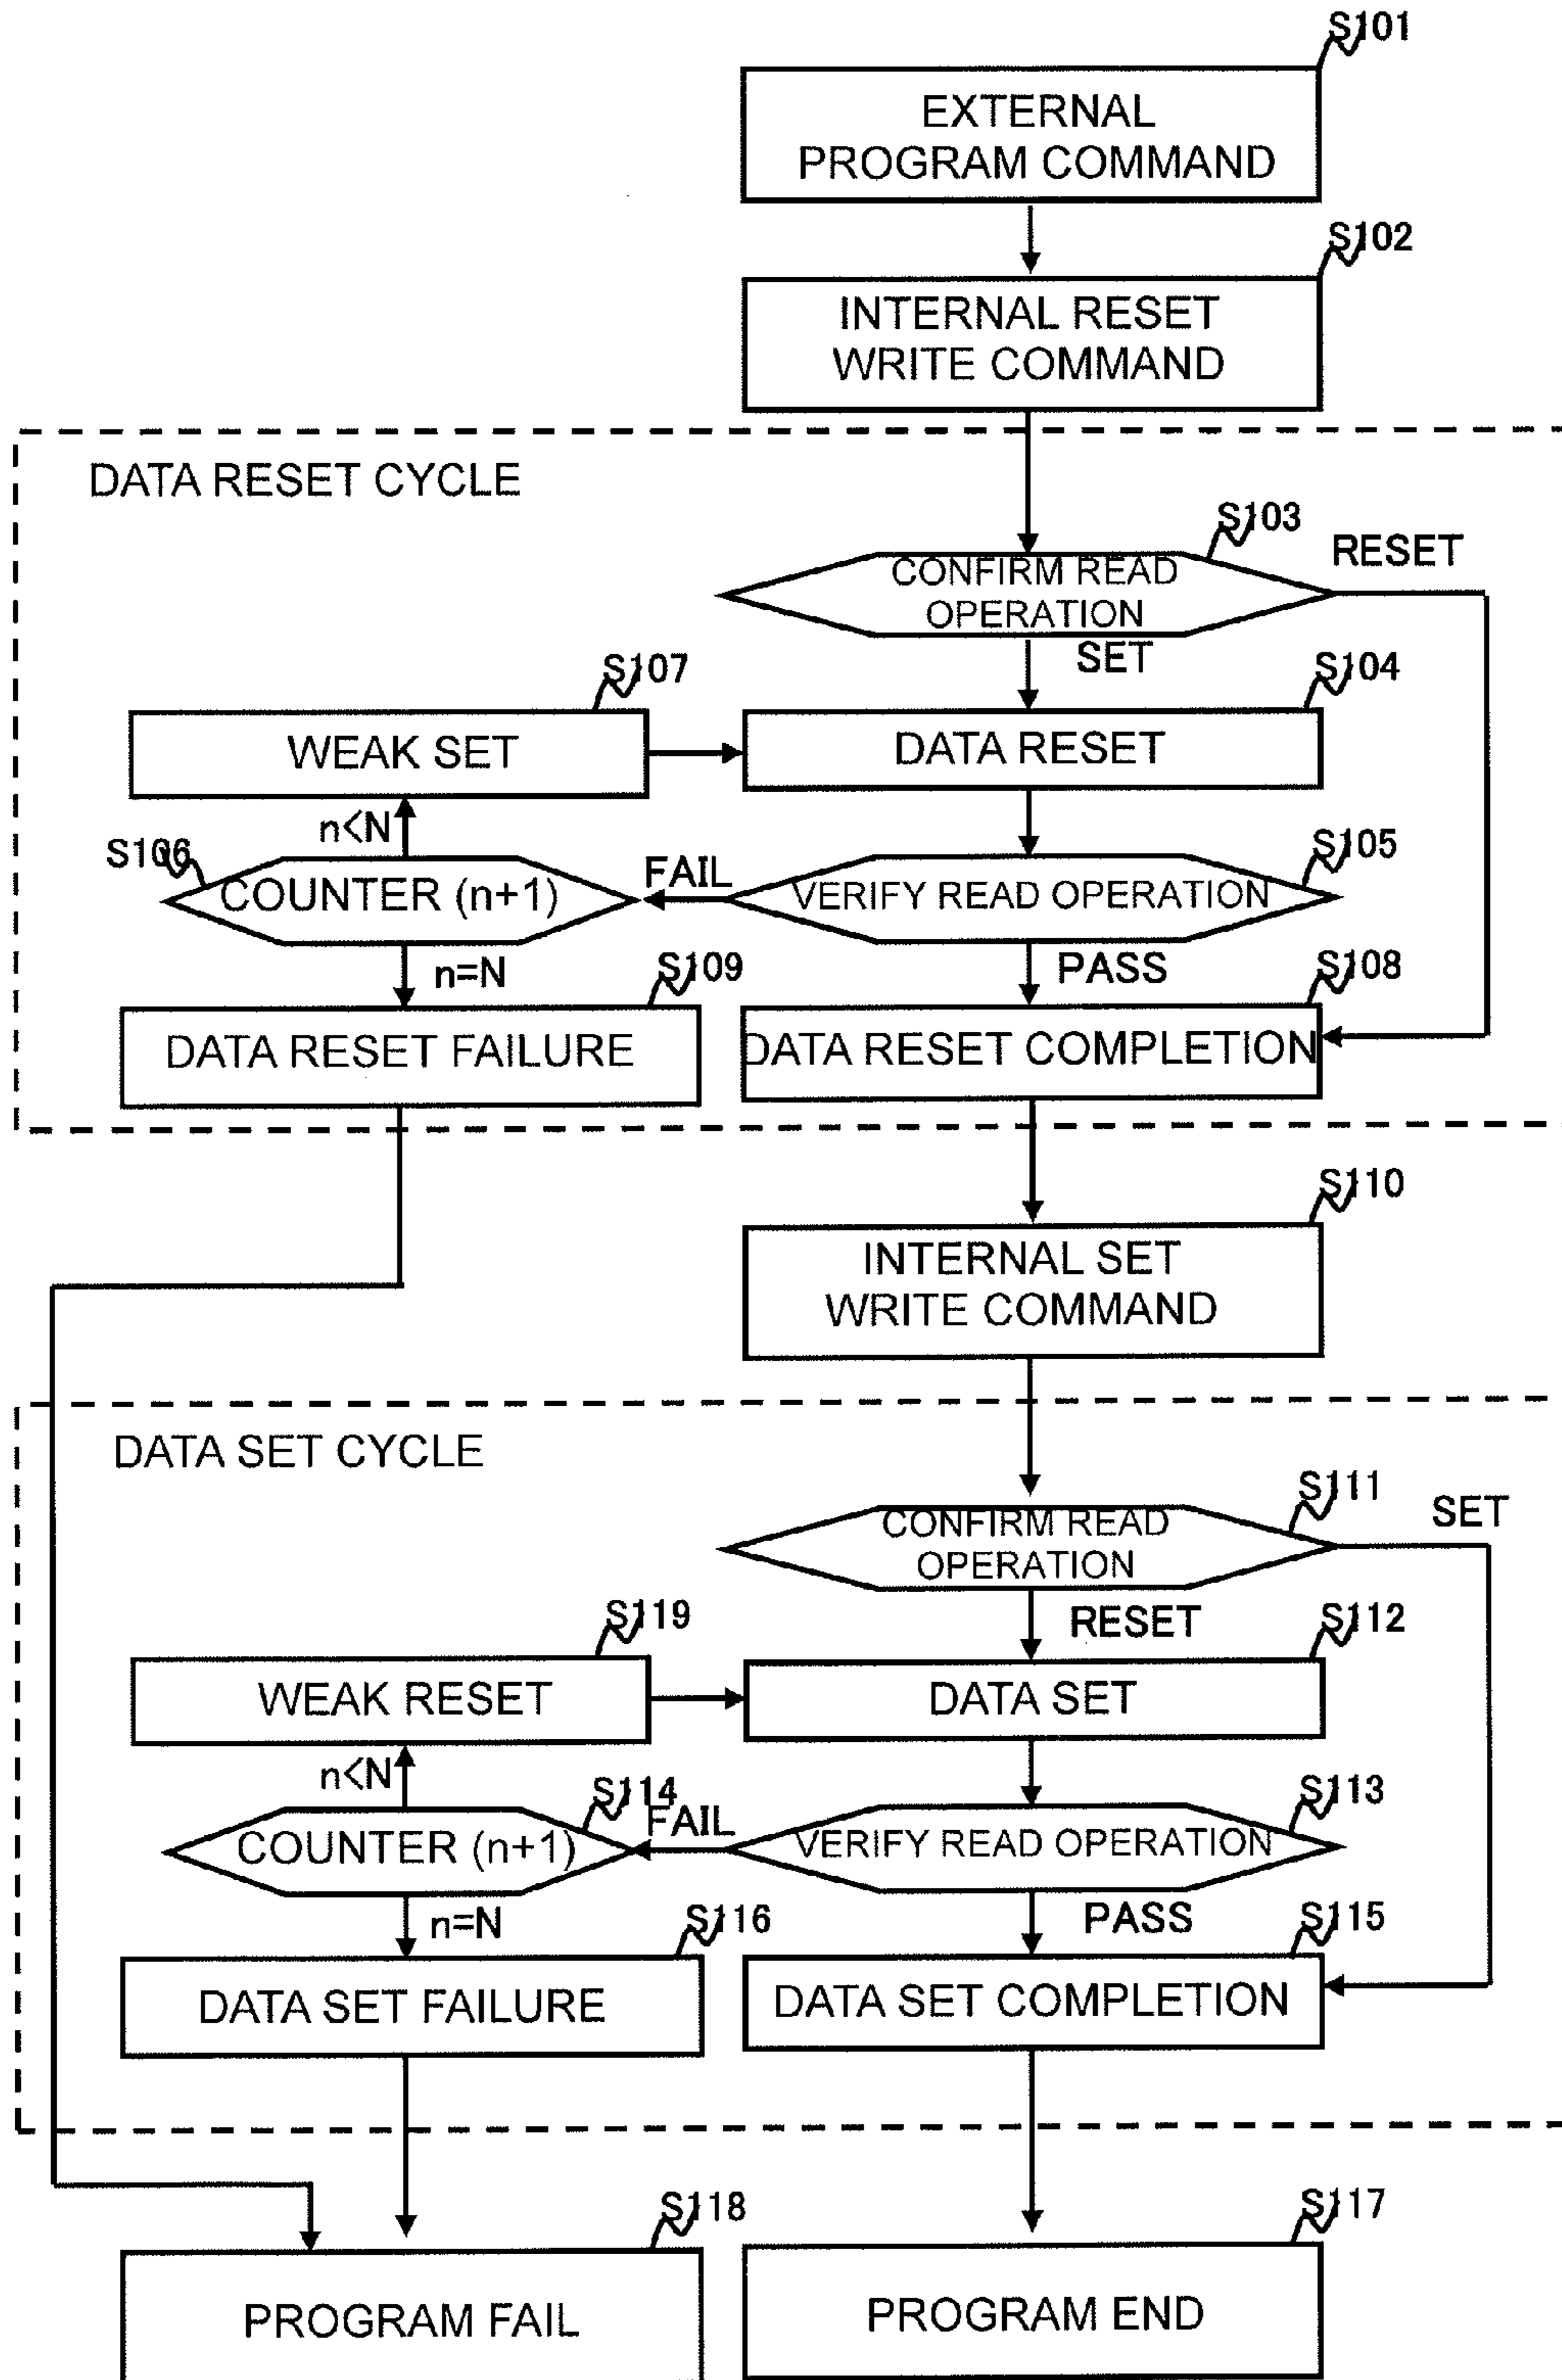 S101
EXTERNAL
PROGRAM COMMAND
S102
INTERNAL RESET
WRITE COMMAND
DATA RESET CYCLE
S103
RESET
CONFIRM READ
OPERATION
SET
S107
S104
WEAK SET
DATA RESET
n<N
S106
S105
COUNTER (n+1)
FAIL
VERIFY READ OPERATION
n=N
S109
PASS
S108
DATA RESET FAILURE
DATA RESET COMPLETION
S110
INTERNAL SET
WRITE COMMAND
DATA SET CYCLE
S111
SET
CONFIRM READ
OPERATION
S119
RESET
S112
WEAK RESET
DATA SET
n<N
S114
FAIL
S113
COUNTER (n+1)
VERIFY READ OPERATION
n=N
S116
PASS
S115
DATA SET FAILURE
DATA SET COMPLETION
S118
S117
PROGRAM FAIL
PROGRAM END